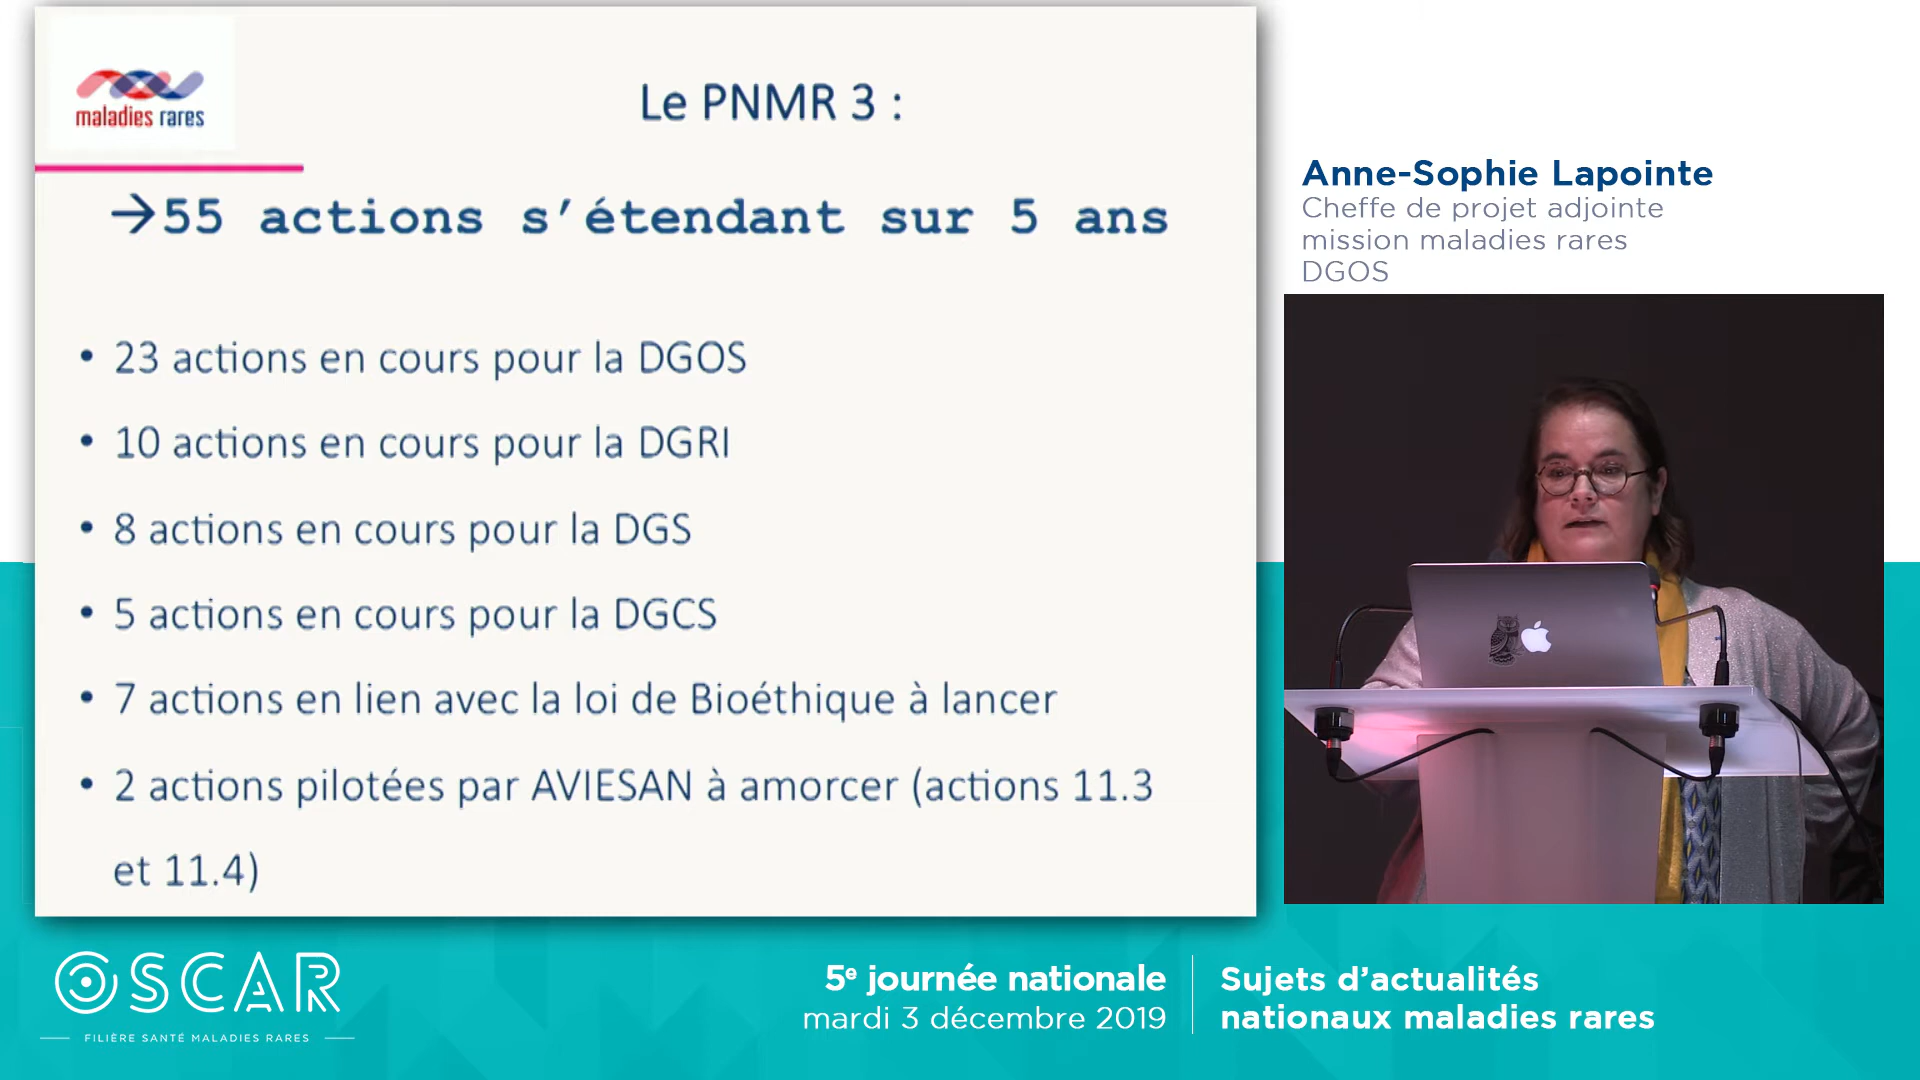 maladies rares
Le PNMR 3 :
→55 actions s’étendant sur 5 ans
• 23 actions en cours pour la DGOS
• 10 actions en cours pour la DGRI
• 8 actions en cours pour la DGS
• 5 actions en cours pour la DGCS
• 7 actions en lien avec la loi de Bioéthique à lancer
• 2 actions pilotées par AVIESAN à amorcer (actions 11.3
et 11.4)
Anne-Sophie Lapointe
Cheffe de projet adjointe
mission maladies rares
DGOS
OSCAR
FILIÈRE SANTÉ MALADIES RARES
5e journée nationale
mardi 3 décembre 2019
Sujets d’actualités
nationaux maladies rares